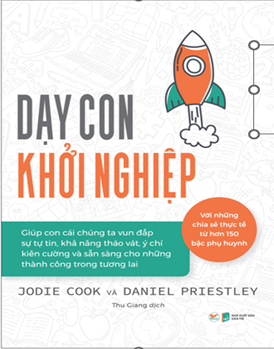 DẠY CON
KHỞI NGHIỆP
Với những
chia sẻ thực tế
từ hơn 150
bậc phụ huynh
Giúp con cái chúng ta vun đắp
sự tự tin, khả năng tháo vát, ý chí
kiên cường và sẵn sàng cho những
thành công trong tương lai
JODIE COOK VÀ DANIEL PRIESTLEY
Thu Giang dịch